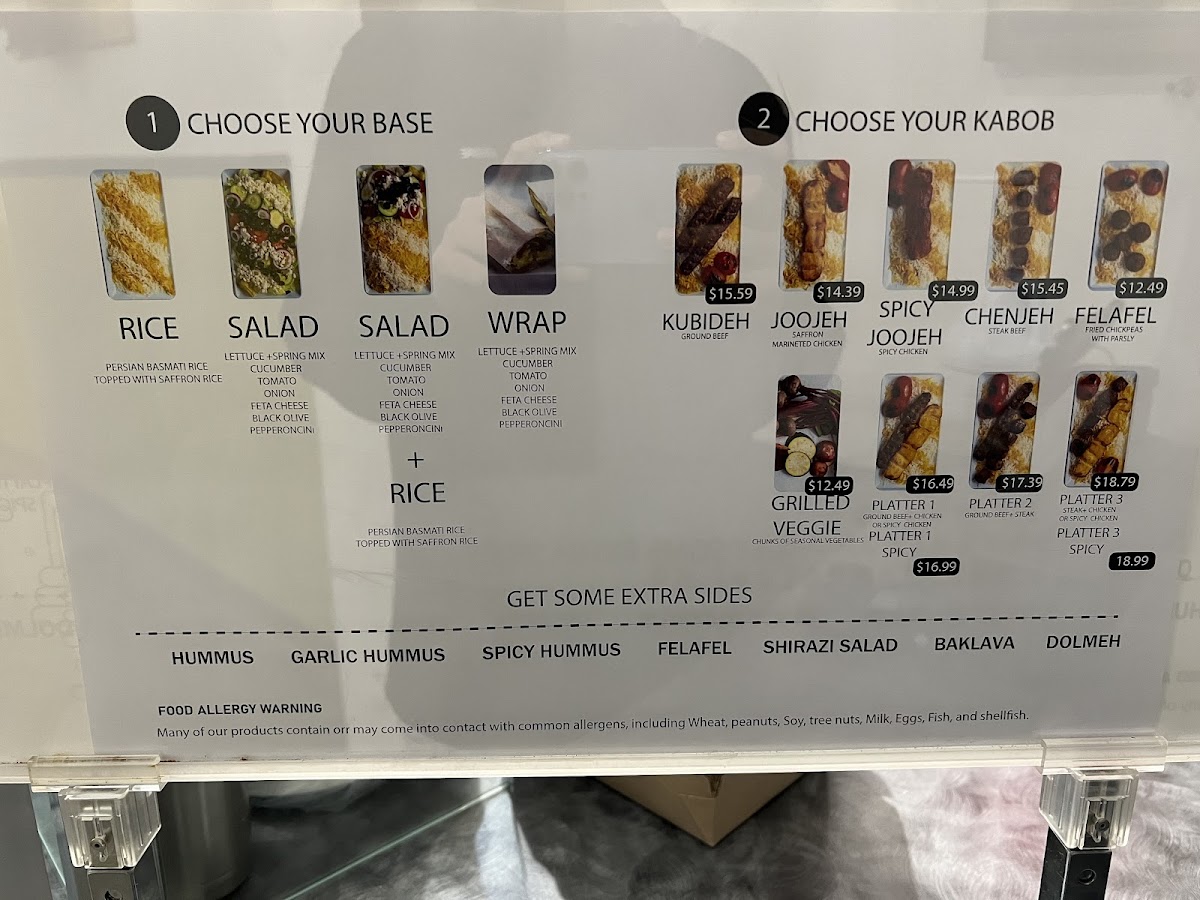 1 CHOOSE YOUR BASE
RICE
PERSIAN BASMATI RICE
TOPPED WITH SAFFRON RICE
SALAD
LETTUCE +SPRING MIX
CUCUMBER
TOMATO
ONION
FETA CHEESE
BLACK OLIVE
PEPPERONCINI
SALAD
LETTUCE +SPRING MIX
CUCUMBER
TOMATO
ONION
FETA CHEESE
BLACK OLIVE
PEPPERONCINI
+
RICE
PERSIAN BASMATI RICE
TOPPED WITH SAFFRON RICE
WRAP
LETTUCE +SPRING MIX
CUCUMBER
TOMATO
ONION
FETA CHEESE
BLACK OLIVE
PEPPERONCINI
2 CHOOSE YOUR KABOB
$15.59
KUBIDEH
GROUND BEEF
$14.39
JOOJEH
SAFFRON
MARINETED CHICKEN
$14.99
SPICY
JOOJEH
SPICY CHICKEN
$15.45
CHENJEH
STEAK BEEF
$12.49
FELAFEL
FRIED CHICKPEAS
WITH PARSLY
$12.49
GRILLED
VEGGIE
CHUNKS OF SEASONAL VEGETABLES
$16.49
PLATTER 1
GROUND BEEF+ CHICKEN
OR SPICY CHICKEN
PLATTER 1
SPICY
$16.99
$17.39
PLATTER 2
GROUND BEEF+ STEAK
$18.79
PLATTER 3
STEAK+ CHICKEN
OR SPICY CHICKEN
PLATTER 3
SPICY
18.99
GET SOME EXTRA SIDES
HUMMUS GARLIC HUMMUS SPICY HUMMUS FELAFEL SHIRAZI SALAD BAKLAVA DOLMEH
FOOD ALLERGY WARNING
Many of our products contain orr may come into contact with common allergens, including Wheat, peanuts, Soy, tree nuts, Milk, Eggs, Fish, and shellfish.